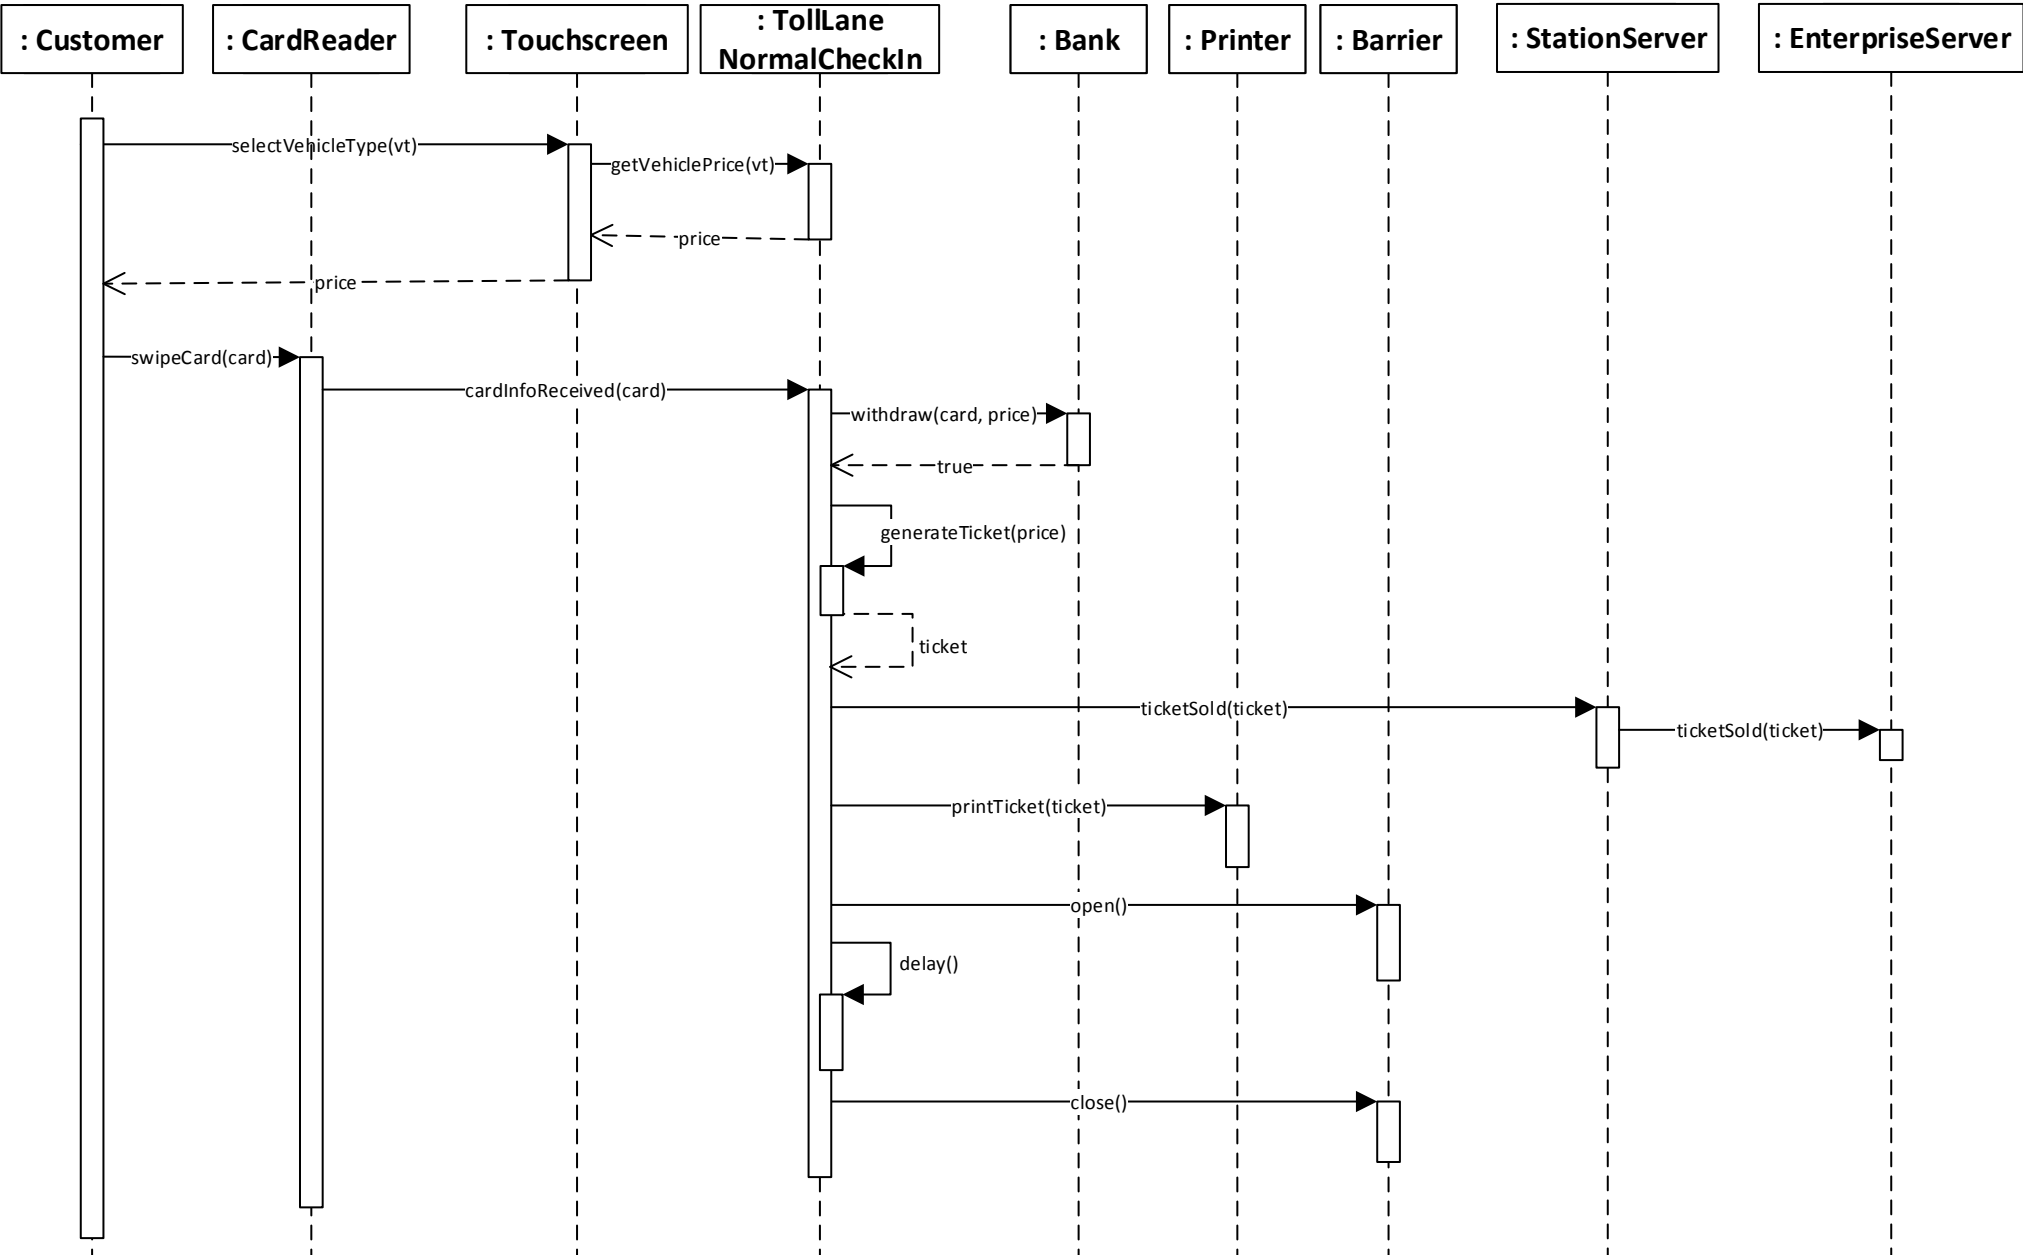 : Customer
: CardReader
: Touchscreen
: TollLane
NormalCheckIn
: Bank
: Printer
: Barrier
: StationServer
: EnterpriseServer
selectVehicleType(vt)
getVehiclePrice(vt)
price
price
swipeCard(card)
cardInfoReceived(card)
withdraw(card, price)
true
generateTicket(price)
ticket
ticketSold(ticket)
ticketSold(ticket)
printTicket(ticket)
open()
delay()
close()